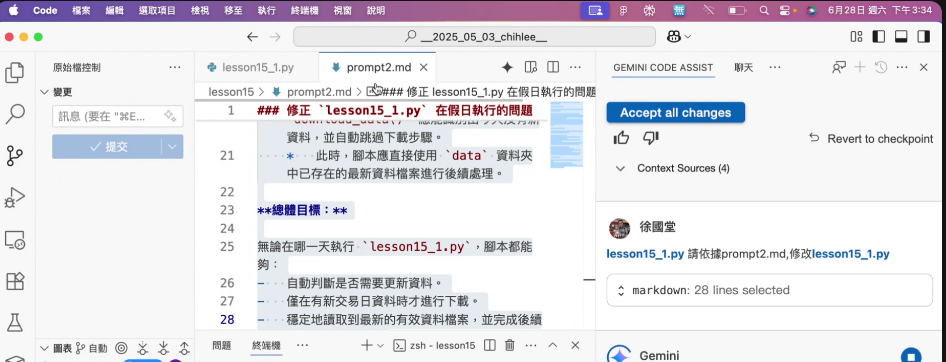 Code 檔案 編輯 選取項目 檢視 移至 執行 終端機 視窗 說明 無 6月28日 週六 下午3:34
__2025_05_03_chihlee__
原始檔控制
變更
訊息 (要在 "⌘E...
提交
圖表 自動
lesson15_1.py prompt2.md
lesson15 > prompt2.md > ### 修正 `lesson15_1.py` 在假日執行的問題
1 ### 修正 `lesson15_1.py` 在假日執行的問題
資料，並自動跳過下載步驟。
21 * 此時，腳本應直接使用 `data` 資料夾
中已存在的最新資料檔案進行後續處理。
22
23 **總體目標：**
24
25 無論在哪一天執行 `lesson15_1.py`，腳本都能
夠：
26 - 自動判斷是否需要更新資料。
27 - 僅在有新交易日資料時才進行下載。
28 - 穩定地讀取到最新的有效資料檔案，並完成後續
問題 終端機 zsh - lesson15
GEMINI CODE ASSIST 聊天
Accept all changes
Revert to checkpoint
Context Sources (4)
徐國堂
lesson15_1.py 請依據prompt2.md,修改lesson15_1.py
markdown: 28 lines selected
Gemini